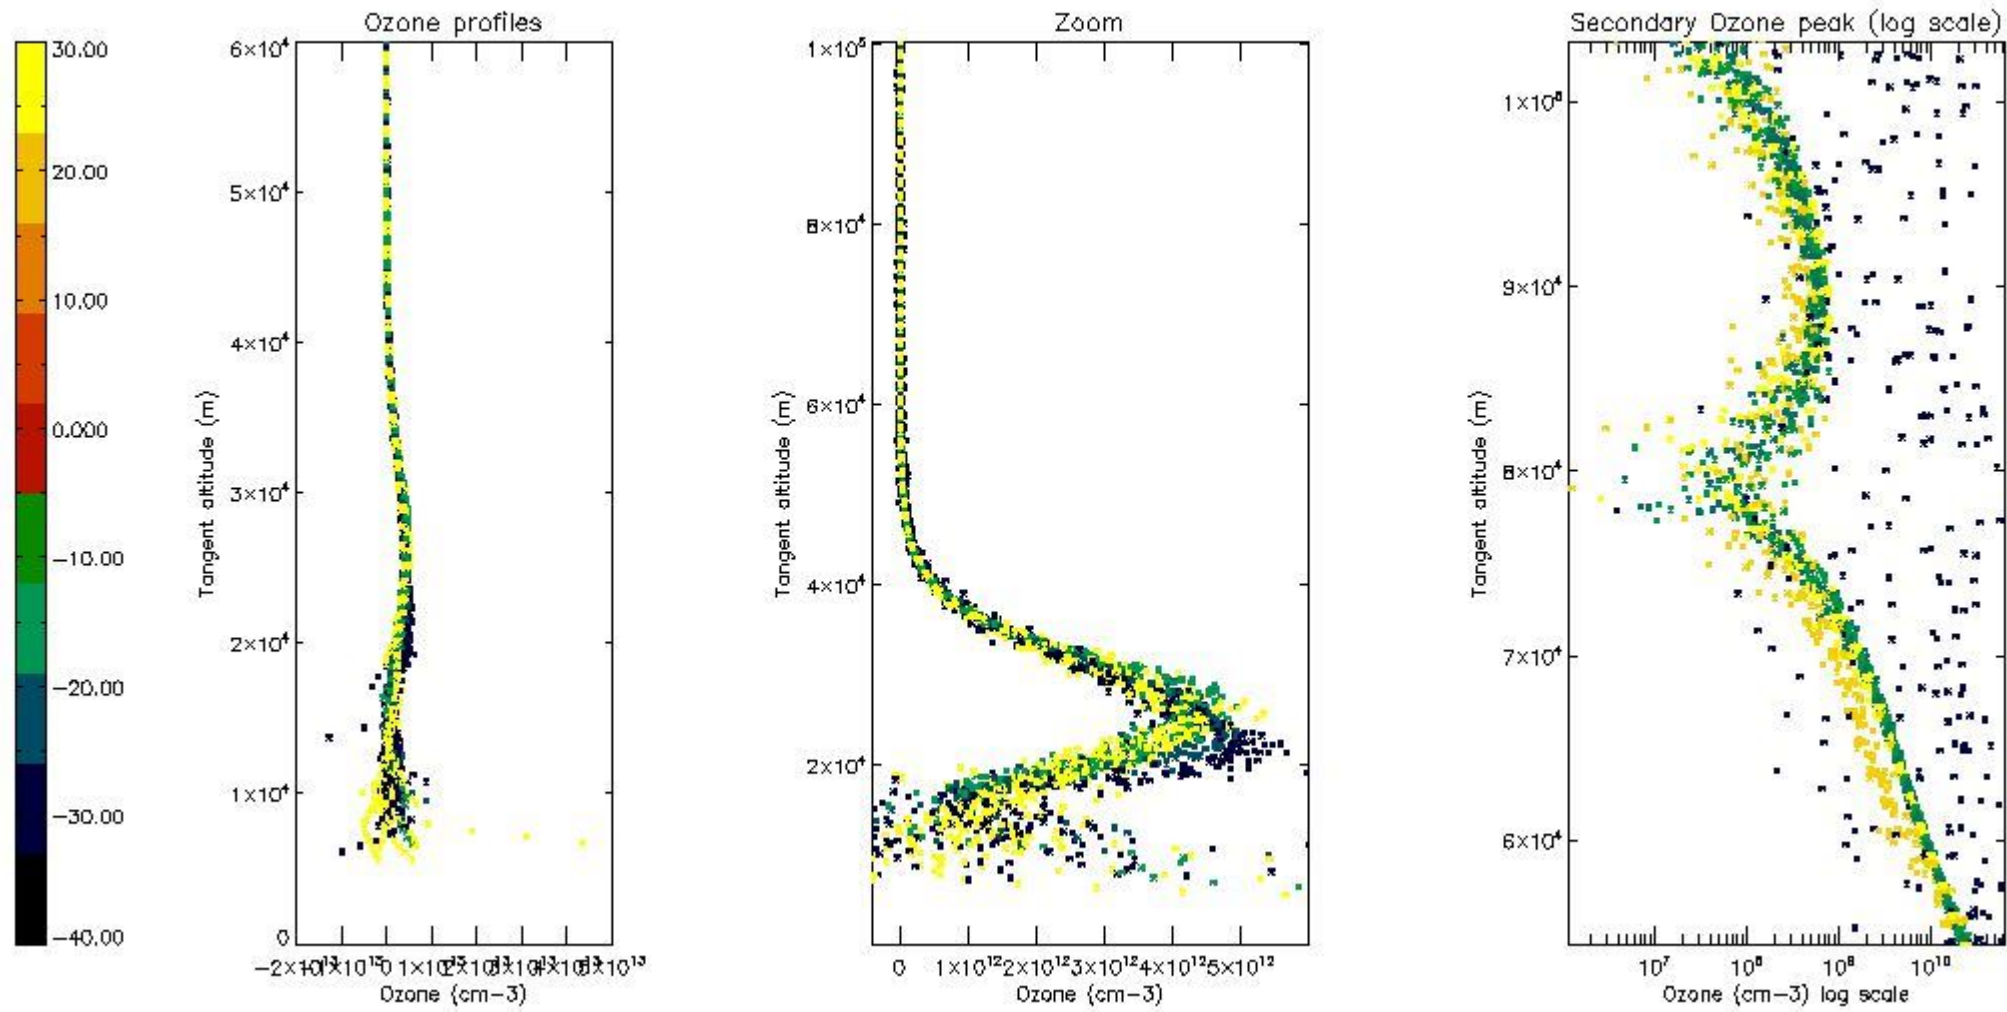 Ozone profiles
Zoom
Secondary Ozone peak (log scale)
30.00
20.00
10.00
0.000
−10.00
−20.00
−30.00
−40.00
6×10⁴
5×10⁴
4×10⁴
3×10⁴
2×10⁴
1×10⁴
0
Tangent altitude (m)
0
Ozone (cm−3)
1×10⁵
8×10⁴
6×10⁴
4×10⁴
2×10⁴
Tangent altitude (m)
0 1×10¹² 2×10¹² 3×10¹² 4×10¹² 5×10¹²
Ozone (cm−3)
1×10⁵
9×10⁴
8×10⁴
7×10⁴
6×10⁴
Tangent altitude (m)
10⁷ 10⁸ 10⁹ 10¹⁰
Ozone (cm−3) log scale